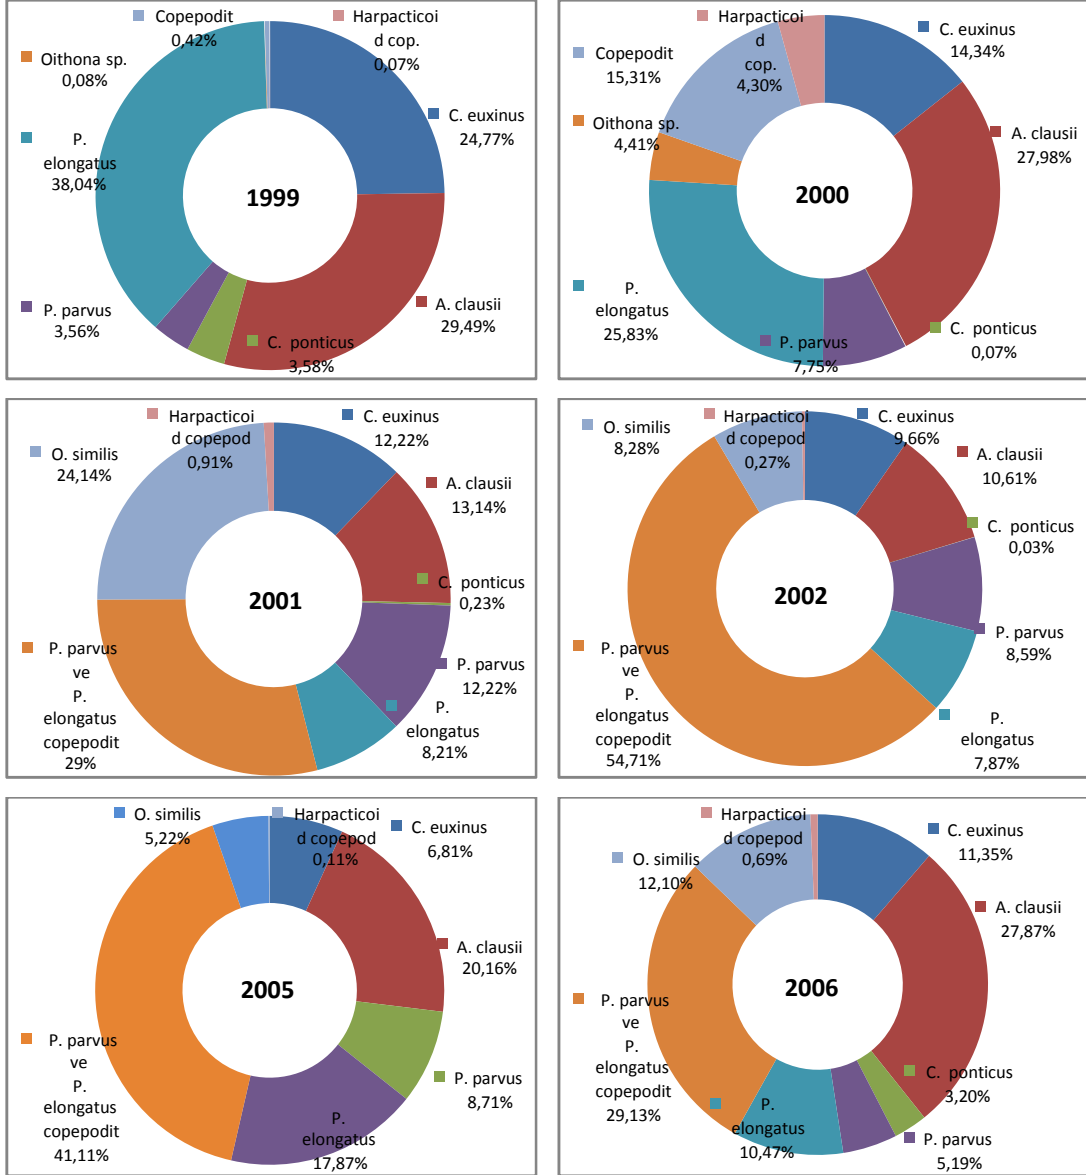 Copepodit
0,42%
Harpacticoi
d cop.
0,07%
Oithona sp.
0,08%
C. euxinus
24,77%
P.
elongatus
38,04%
1999
P. parvus
3,56%
A. clausii
29,49%
C. ponticus
3,58%
Harpacticoi
d
cop.
4,30%
C. euxinus
14,34%
Copepodit
15,31%
Oithona sp.
4,41%
A. clausii
27,98%
2000
P.
elongatus
25,83%
P. parvus
7,75%
C. ponticus
0,07%
Harpacticoi
d copepod
0,91%
C. euxinus
12,22%
O. similis
24,14%
A. clausii
13,14%
C. ponticus
0,23%
2001
P. parvus
ve
P.
elongatus
copepodit
29%
P. parvus
12,22%
P.
elongatus
8,21%
O. similis
8,28%
Harpacticoi
d copepod
0,27%
C. euxinus
9,66%
A. clausii
10,61%
C. ponticus
0,03%
2002
P. parvus
8,59%
P. parvus
ve
P.
elongatus
copepodit
54,71%
P.
elongatus
7,87%
O. similis
5,22%
Harpacticoi
d copepod
0,11%
C. euxinus
6,81%
A. clausii
20,16%
2005
P. parvus
ve
P.
elongatus
copepodit
41,11%
P. parvus
8,71%
P.
elongatus
17,87%
Harpacticoi
d copepod
0,69%
C. euxinus
11,35%
O. similis
12,10%
A. clausii
27,87%
2006
P. parvus
ve
P.
elongatus
copepodit
29,13%
C. ponticus
3,20%
P.
elongatus
10,47%
P. parvus
5,19%